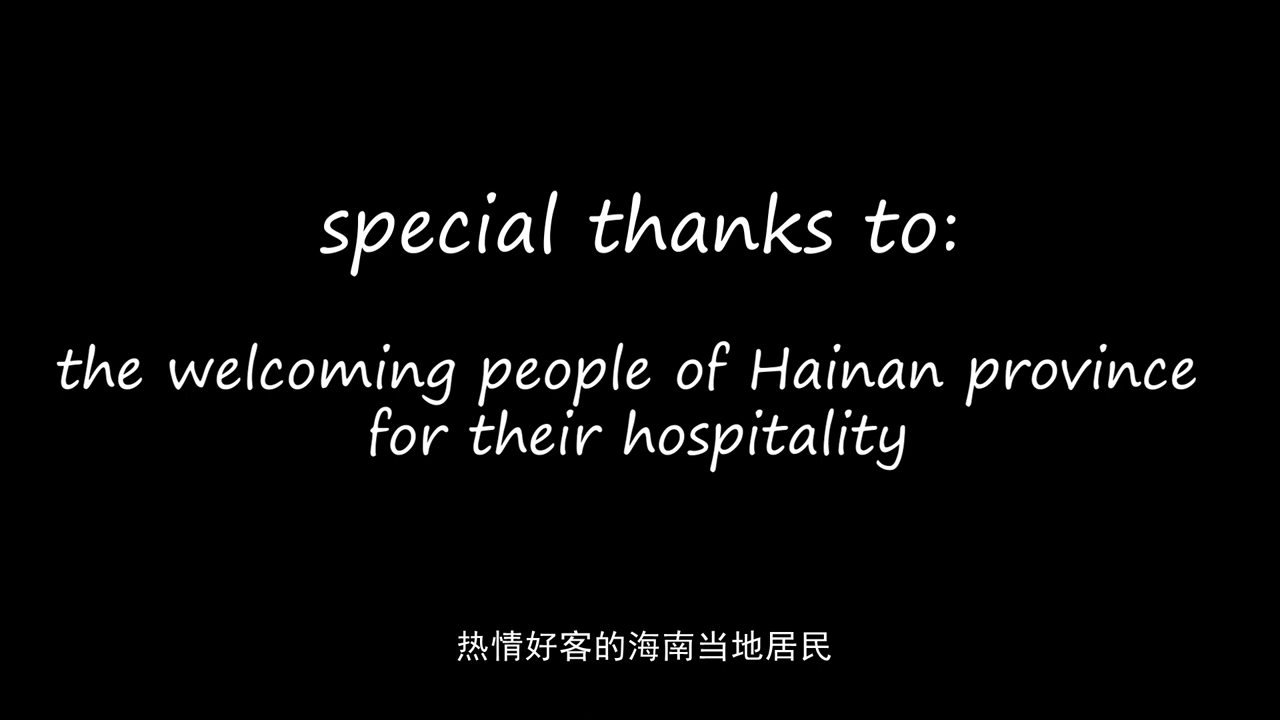 special thanks to:
the welcoming people of Hainan province
for their hospitality
热情好客的海南当地居民